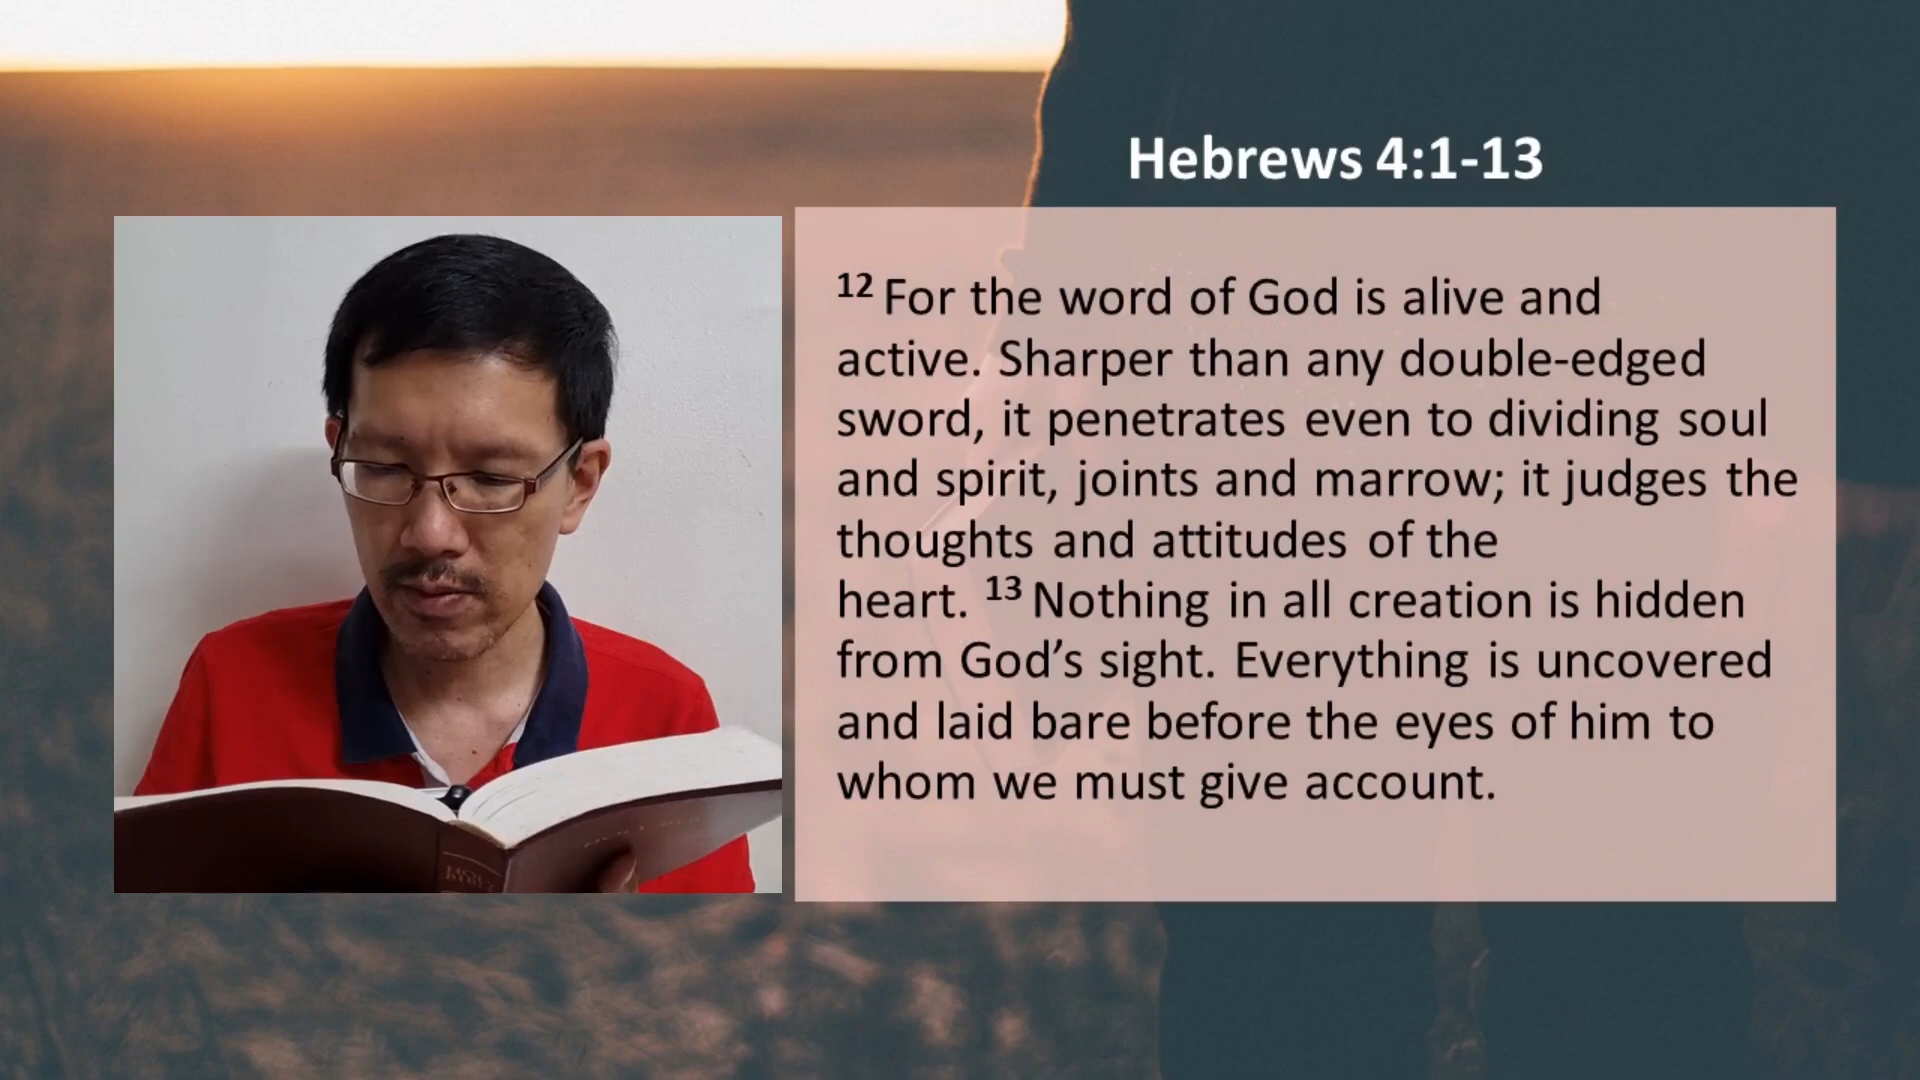 Hebrews 4:1-13
12 For the word of God is alive and
active. Sharper than any double-edged
sword, it penetrates even to dividing soul
and spirit, joints and marrow; it judges the
thoughts and attitudes of the
heart. 13 Nothing in all creation is hidden
from God’s sight. Everything is uncovered
and laid bare before the eyes of him to
whom we must give account.
HOLY
BIBLE